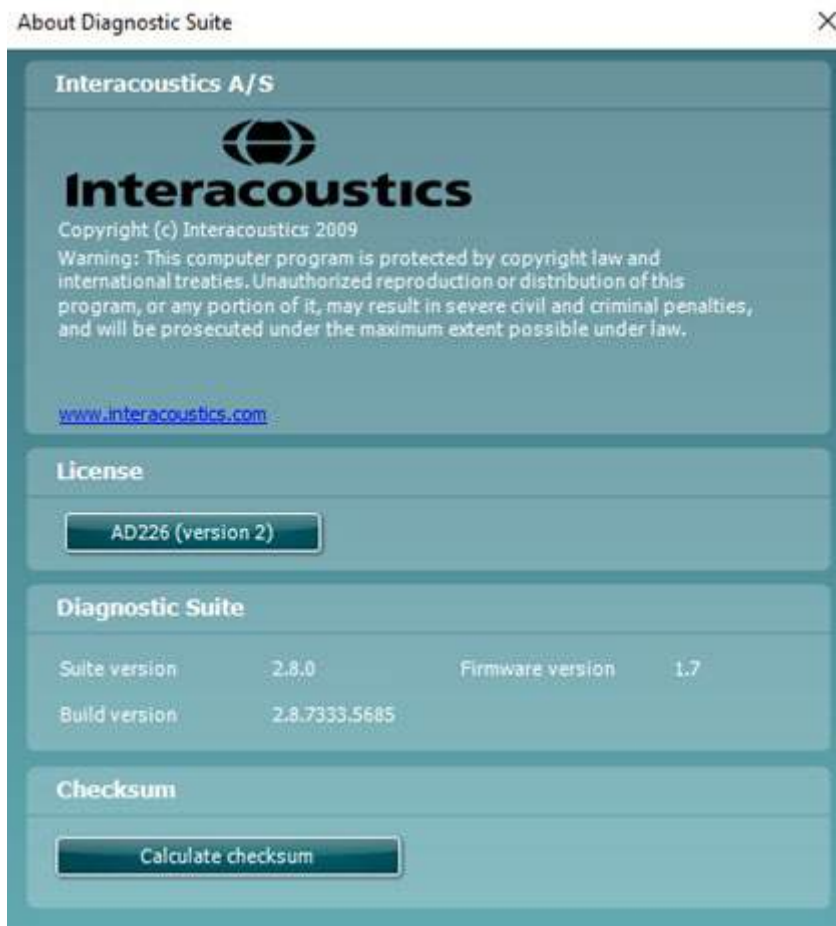 About Diagnostic Suite
Interacoustics A/S
Interacoustics
Copyright (c) Interacoustics 2009
Warning: This computer program is protected by copyright law and
international treaties. Unauthorized reproduction or distribution of this
program, or any portion of it, may result in severe civil and criminal penalties,
and will be prosecuted under the maximum extent possible under law.
www.interacoustics.com
License
AD226 (version 2)
Diagnostic Suite
Suite version 2.8.0 Firmware version 1.7
Build version 2.8.7333.5685
Checksum
Calculate checksum